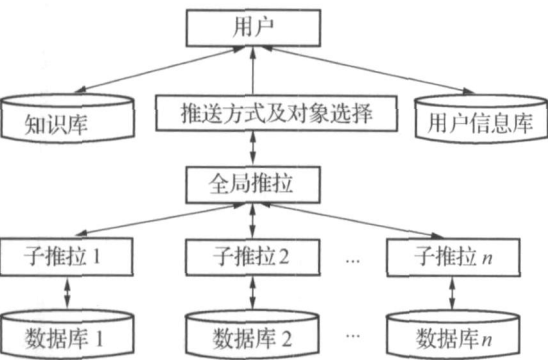 用户
知识库
推送方式及对象选择
用户信息库
全局推拉
子推拉1
子推拉2
...
子推拉n
数据库1
数据库2
...
数据库n